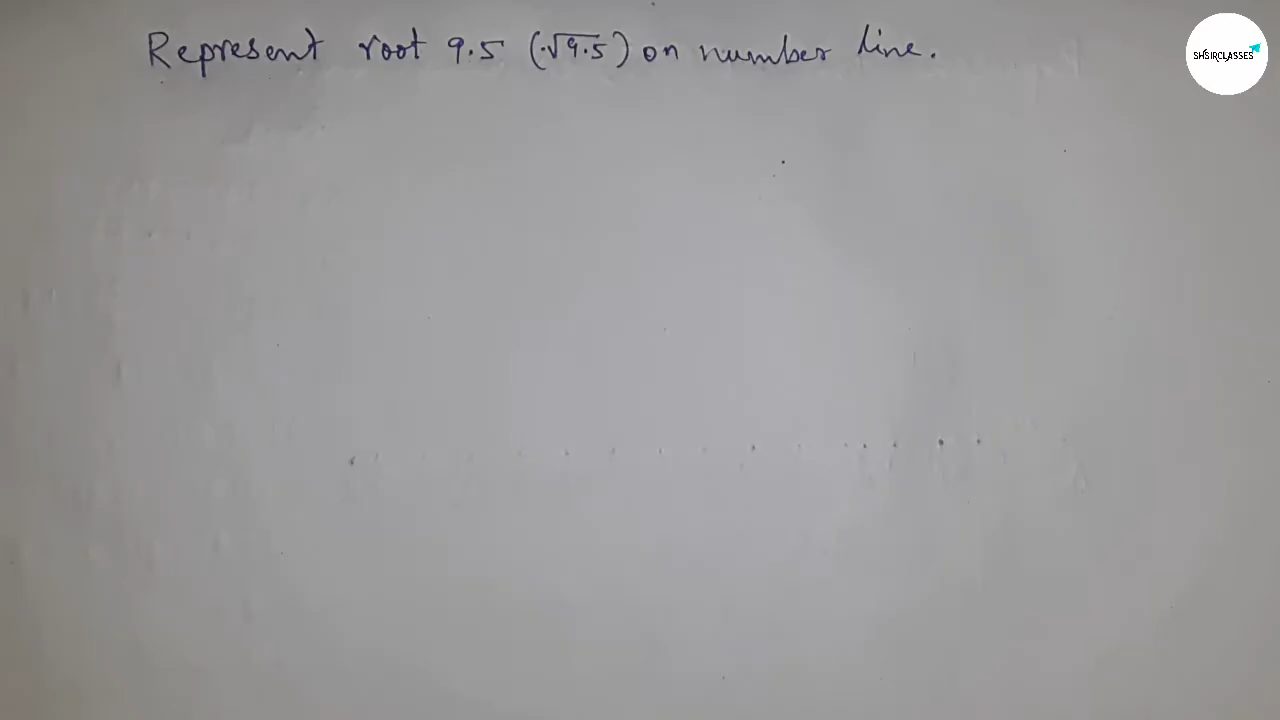 Represent root 9.5 (√9.5) on number line.
SHSIRCLASSES